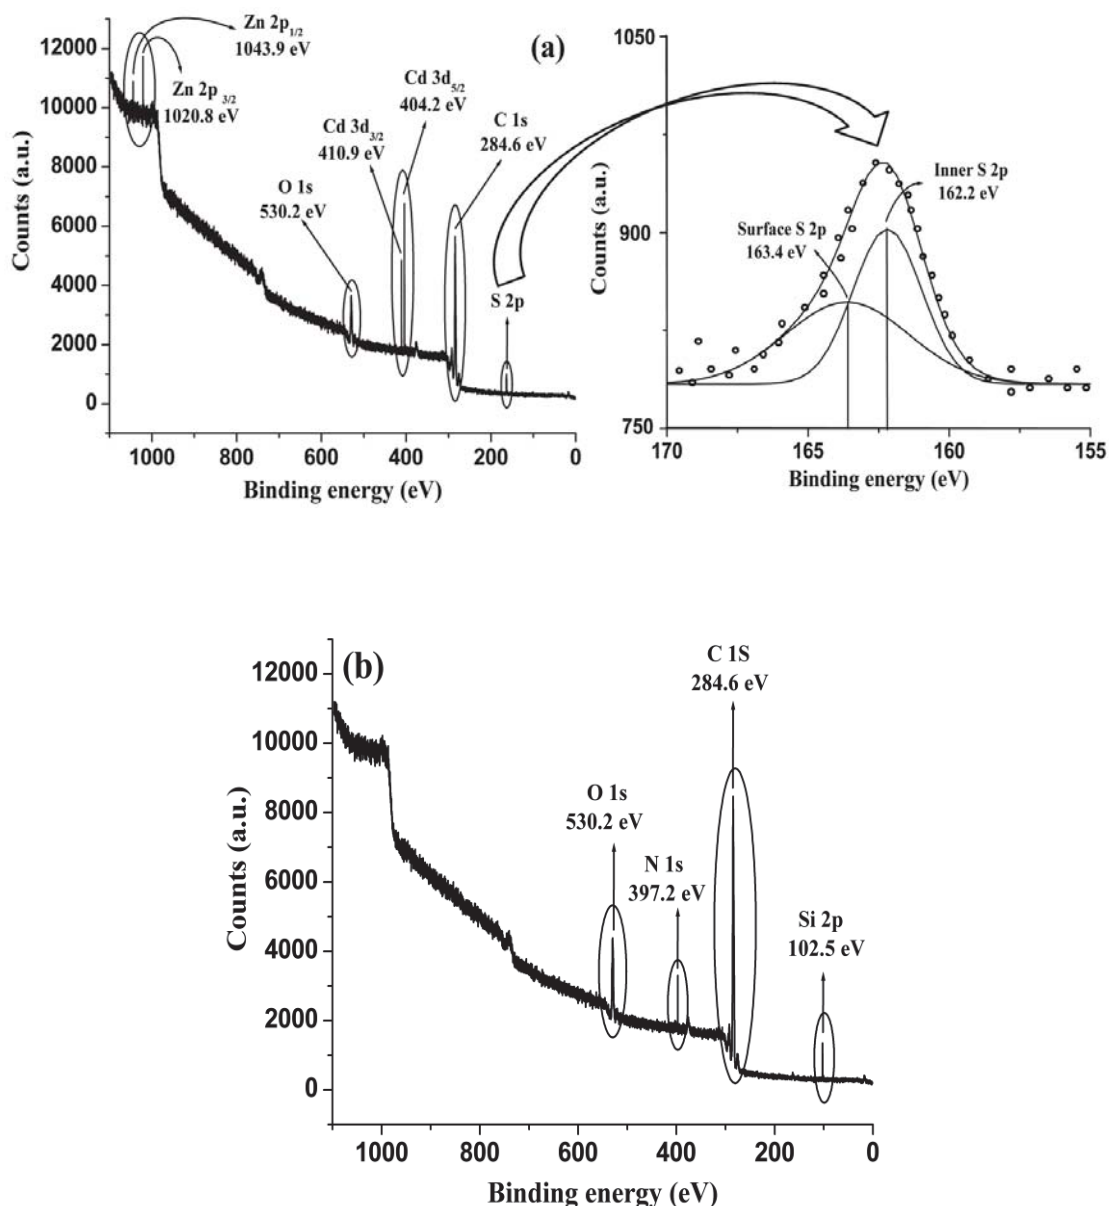 (a)
Zn 2p1/2
1043.9 eV
Zn 2p 3/2
1020.8 eV
Cd 3d5/2
404.2 eV
Cd 3d3/2
410.9 eV
C 1s
284.6 eV
O 1s
530.2 eV
S 2p
12000
10000
8000
6000
4000
2000
0
Counts (a.u.)
1000 800 600 400 200 0
Binding energy (eV)
1050
900
750
Counts (a.u.)
Inner S 2p
162.2 eV
Surface S 2p
163.4 eV
170 165 160 155
Binding energy (eV)
(b)
C 1S
284.6 eV
O 1s
530.2 eV
N 1s
397.2 eV
Si 2p
102.5 eV
12000
10000
8000
6000
4000
2000
0
Counts (a.u.)
1000 800 600 400 200 0
Binding energy (eV)